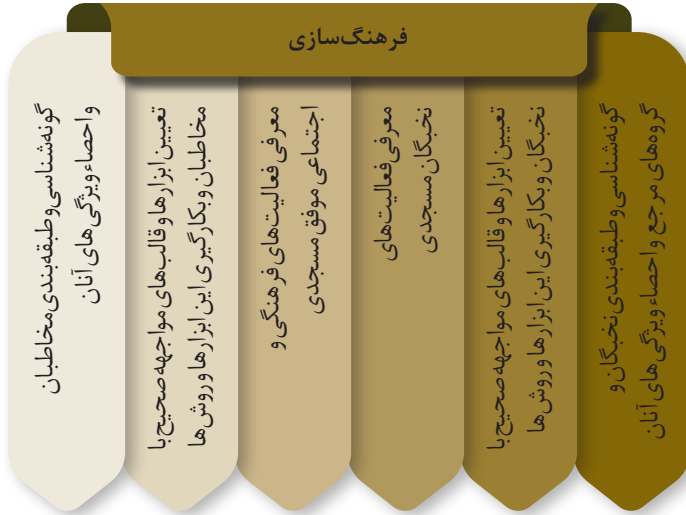 فرهنگ‌سازی
گونه‌شناسی و طبقه‌بندی نخبگان و
گروه‌های مرجع و احصاء ویژگی‌های آنان
تعیین ابزارها و قالب‌های مواجهه صحیح با
نخبگان و بکارگیری این ابزارها و روش‌ها
معرفی فعالیت‌های
نخبگان مسجدی
معرفی فعالیت‌های فرهنگی و
اجتماعی موفق مسجدی
تعیین ابزارها و قالب‌های مواجهه صحیح با
مخاطبان و بکارگیری این ابزارها و روش‌ها
گونه‌شناسی و طبقه‌بندی مخاطبان
و احصاء ویژگی‌های آنان